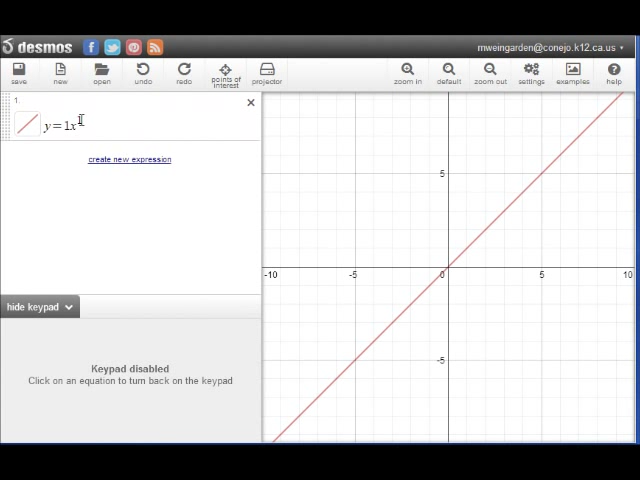 desmos
mweingarden@conejo.k12.ca.us
save new open undo redo points of interest projector zoom in default zoom out settings examples help
1.
y=1x
create new expression
hide keypad
Keypad disabled
Click on an equation to turn back on the keypad
5
-10 -5 0 5 10
-5